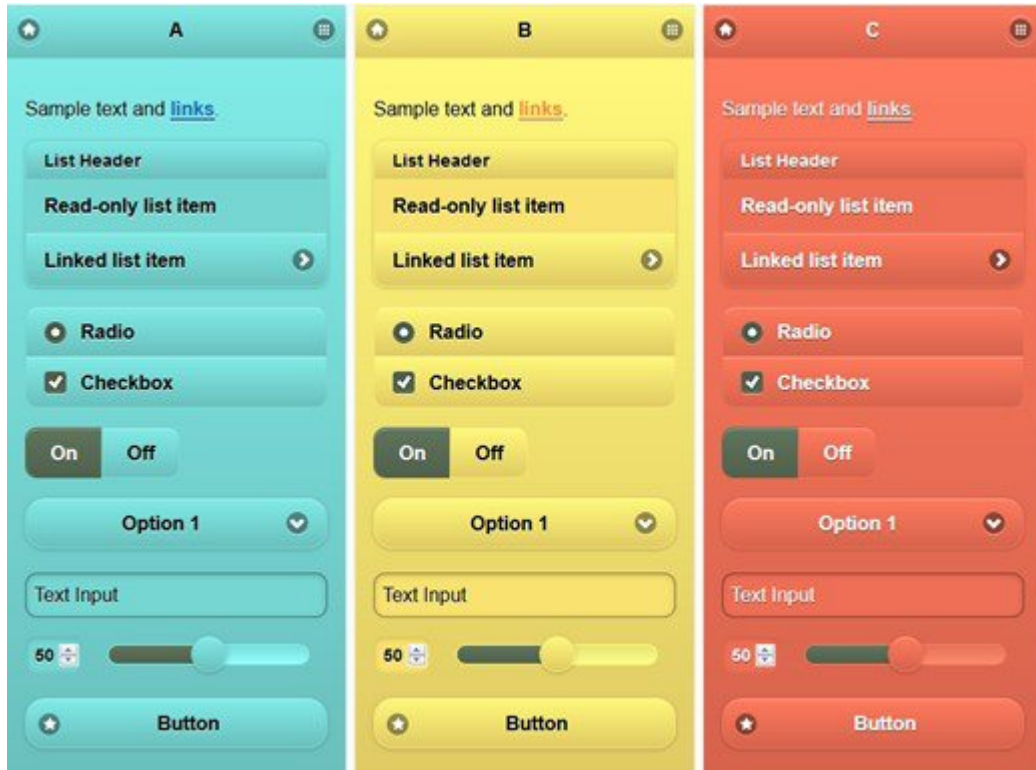 A
Sample text and links.
List Header
Read-only list item
Linked list item
Radio
Checkbox
On Off
Option 1
Text Input
50
Button
B
Sample text and links.
List Header
Read-only list item
Linked list item
Radio
Checkbox
On Off
Option 1
Text Input
50
Button
C
Sample text and links.
List Header
Read-only list item
Linked list item
Radio
Checkbox
On Off
Option 1
Text Input
50
Button